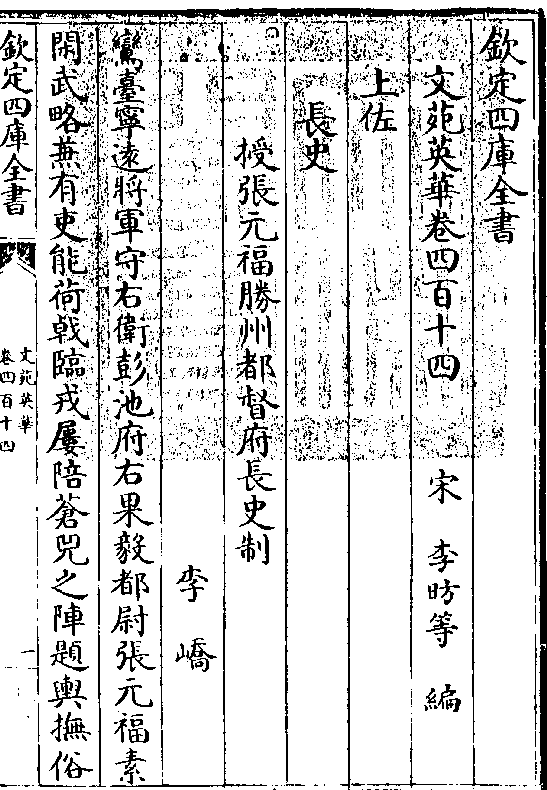 欽定四庫全書
文苑英華卷四百十四
宋 李昉等 編
上佐
長史
授張元福勝州都督府長史制
李嶠
鸞臺寧遠將軍守右衛彭池府右果毅都尉張元福素
閑武略兼有吏能荷戟臨戎屢陪蒼兕之陣題輿撫俗
欽定四庫全書
文苑英華
卷四百十四
一